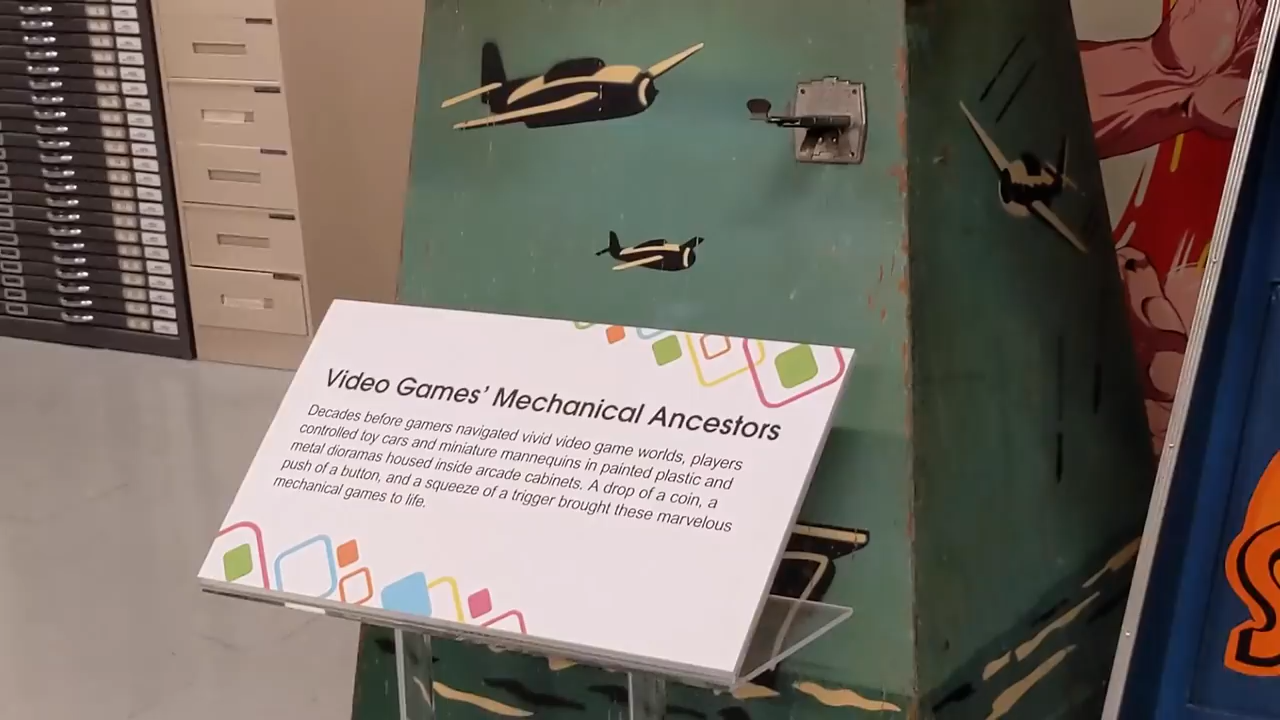 Video Games' Mechanical Ancestors
Decades before gamers navigated vivid video game worlds, players
controlled toy cars and miniature mannequins in painted plastic and
metal dioramas housed inside arcade cabinets. A drop of a coin, a
push of a button, and a squeeze of a trigger brought these marvelous
mechanical games to life.